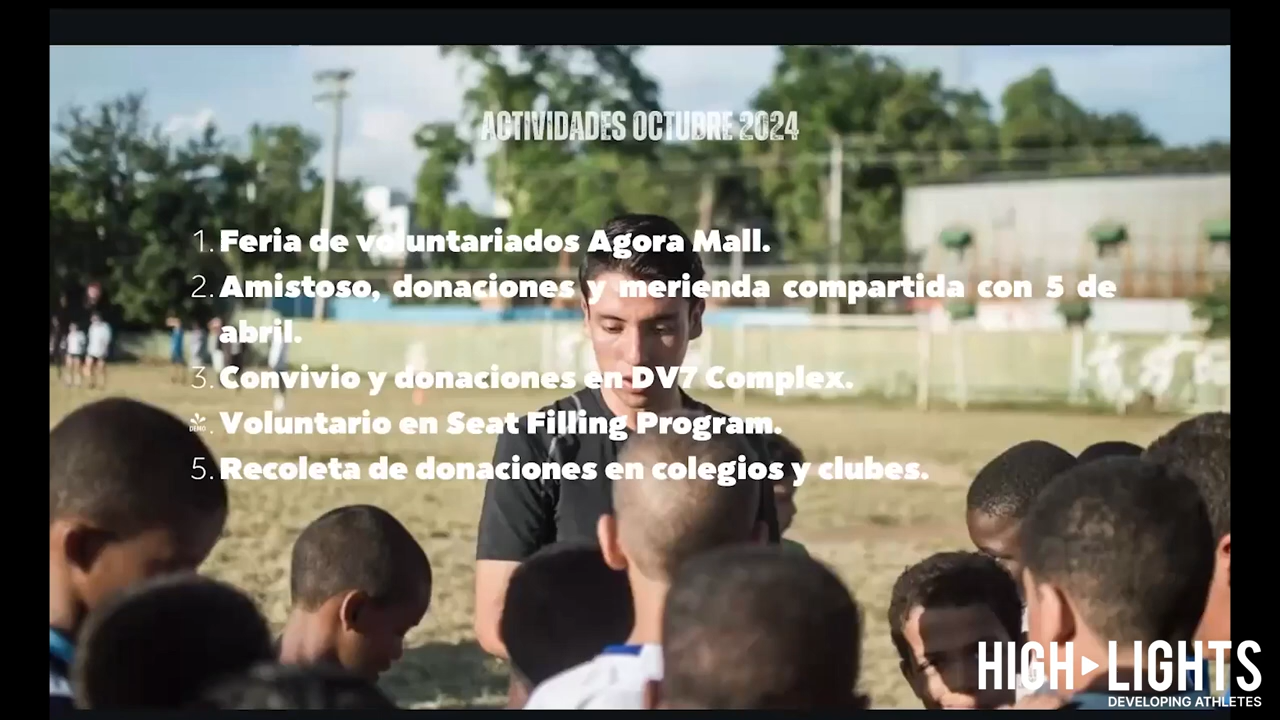 ACTIVIDADES OCTUBRE 2024
1. Feria de voluntariados Agora Mall.
2. Amistoso, donaciones y merienda compartida con 5 de
abril.
3. Convivio y donaciones en DV7 Complex.
. Voluntario en Seat Filling Program.
5. Recoleta de donaciones en colegios y clubes.
HIGH LIGHTS
DEVELOPING ATHLETES